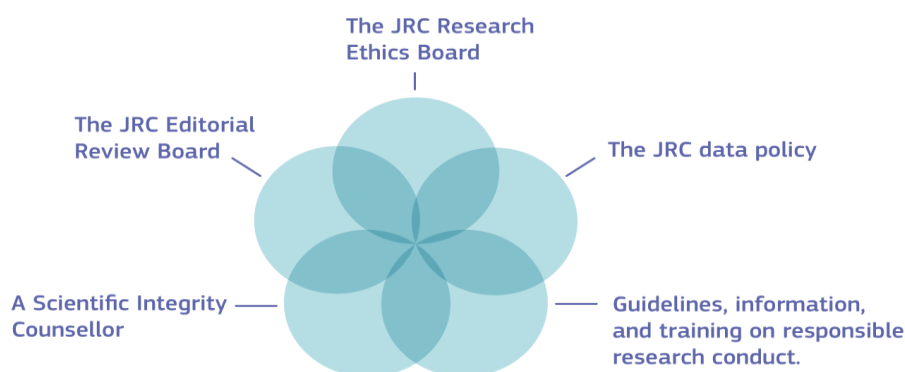 The JRC Research
Ethics Board
The JRC Editorial
Review Board
The JRC data policy
A Scientific Integrity
Counsellor
Guidelines, information,
and training on responsible
research conduct.